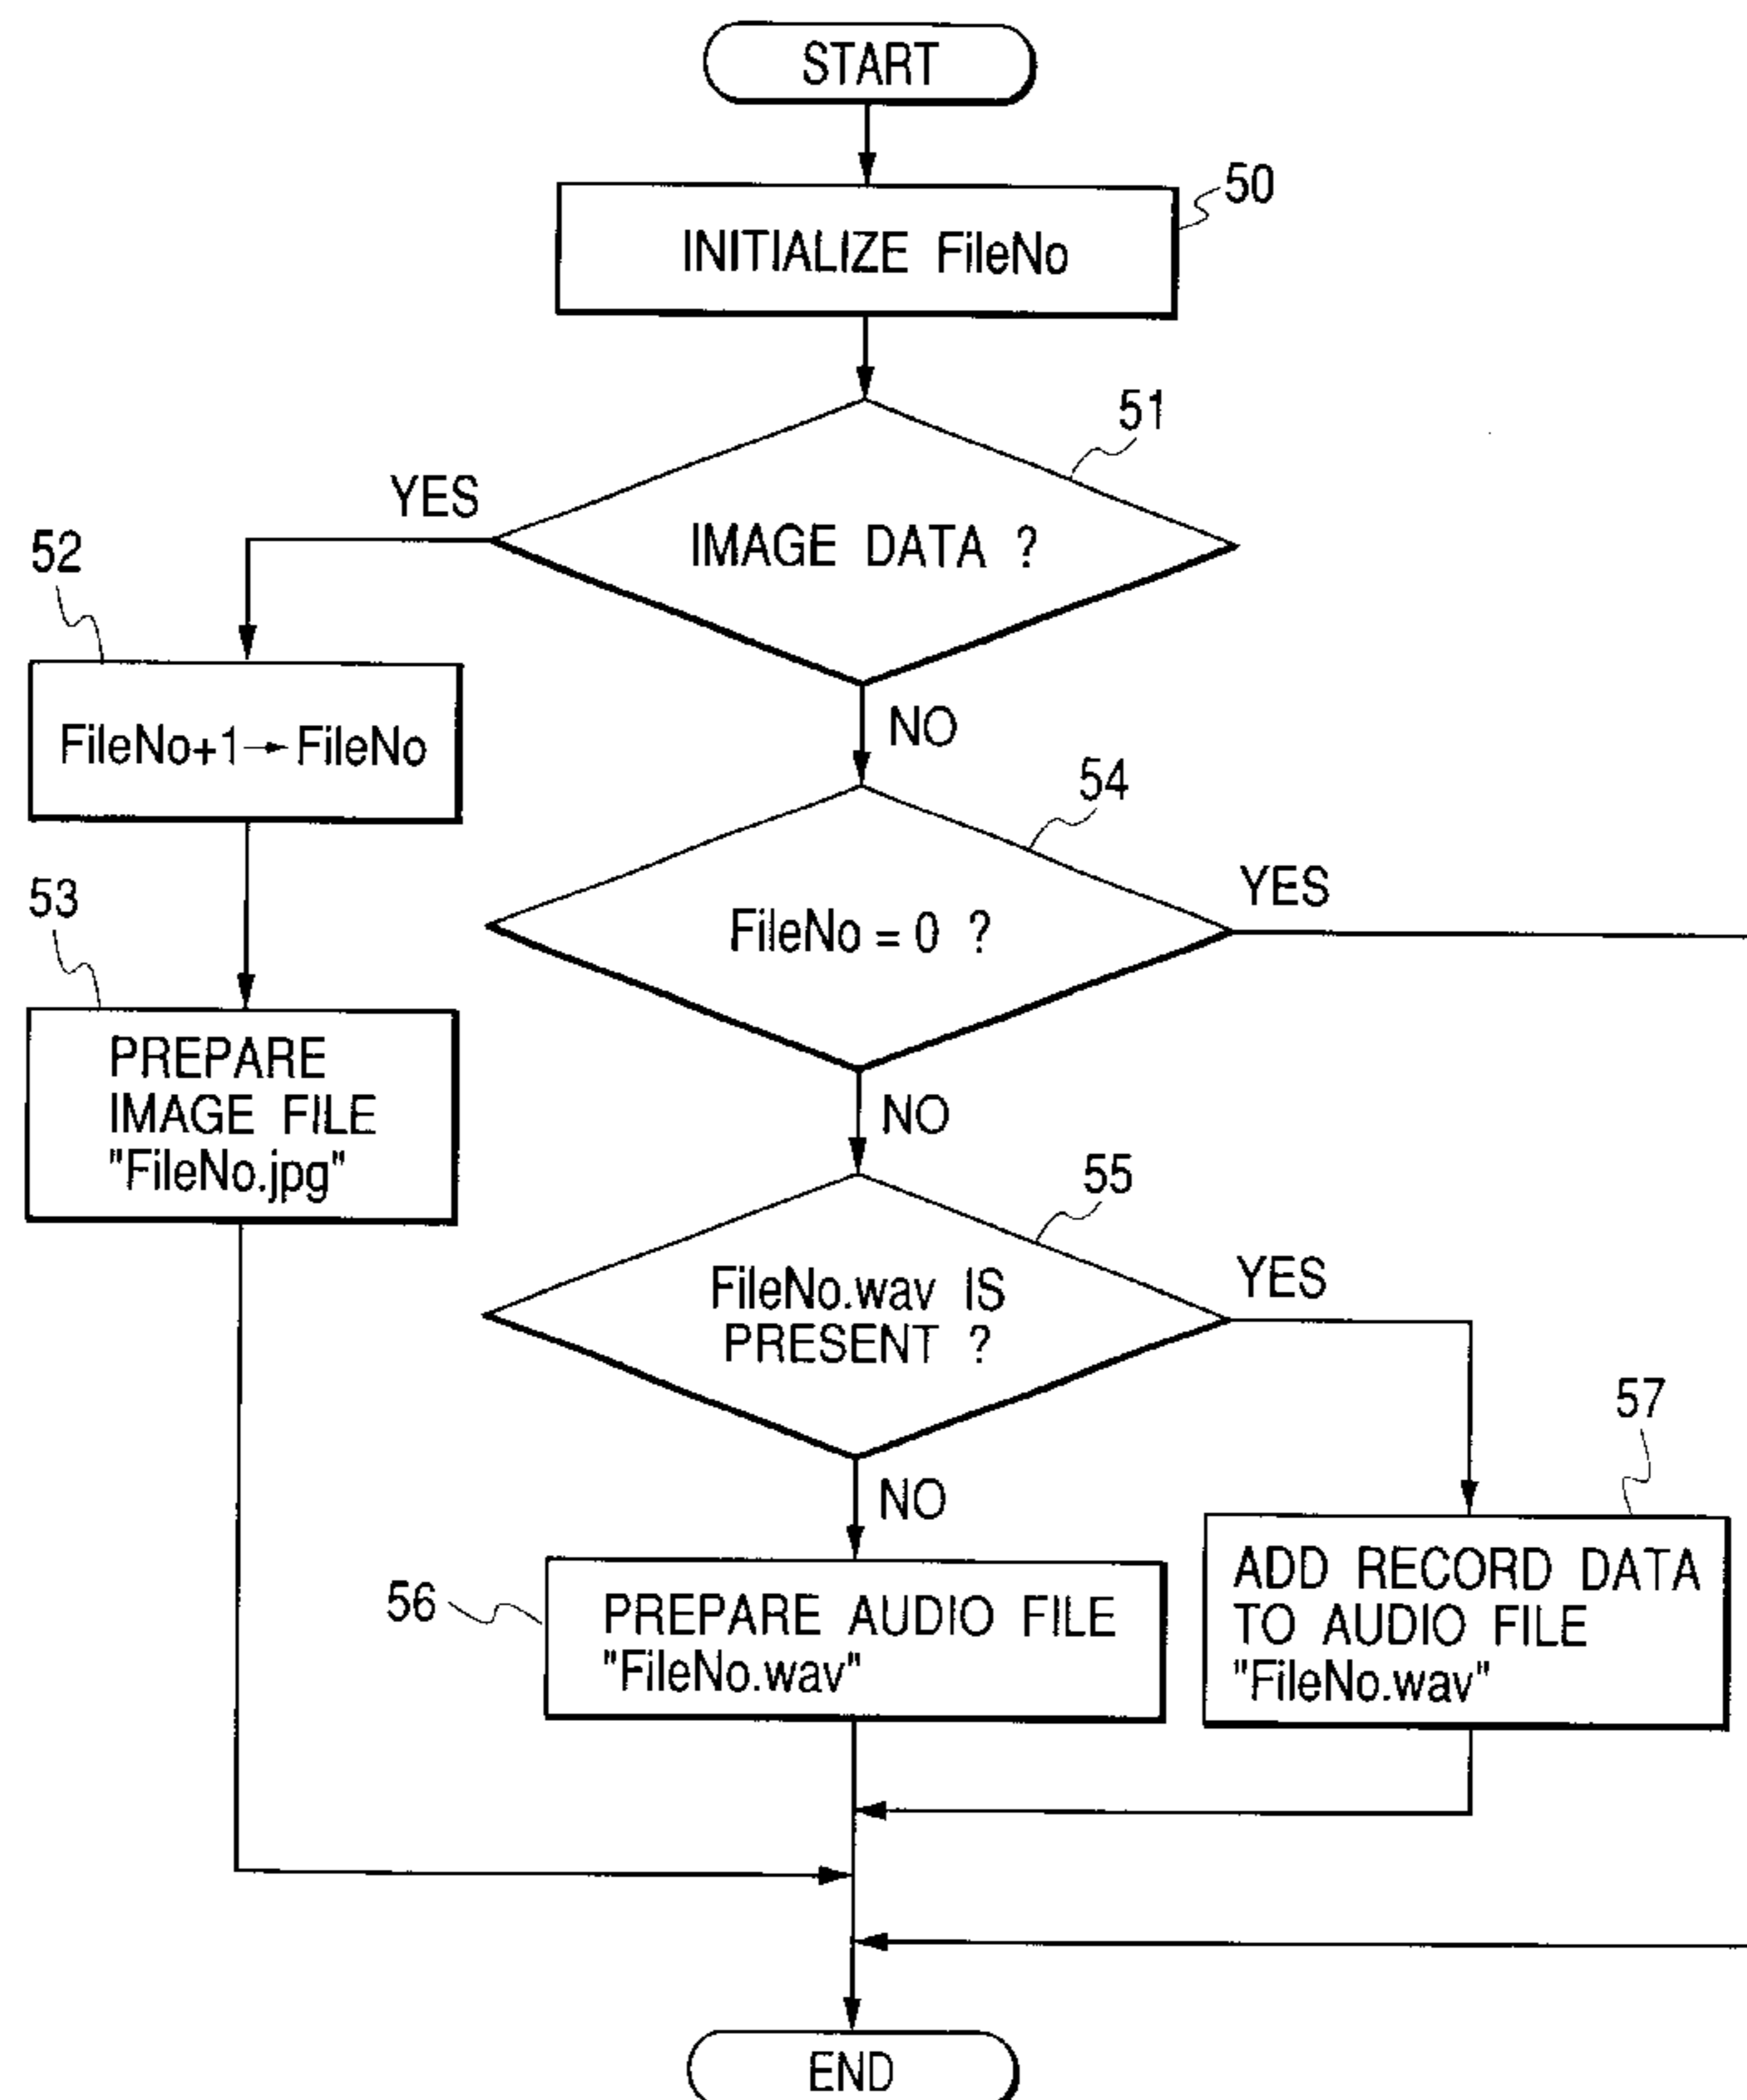 START
50
INITIALIZE FileNo
51
YES
IMAGE DATA ?
52
NO
FileNo+1→FileNo
54
53
YES
FileNo = 0 ?
PREPARE
IMAGE FILE
"FileNo.jpg"
NO
55
YES
FileNo.wav IS
PRESENT ?
57
NO
56
PREPARE AUDIO FILE
"FileNo.wav"
ADD RECORD DATA
TO AUDIO FILE
"FileNo.wav"
END